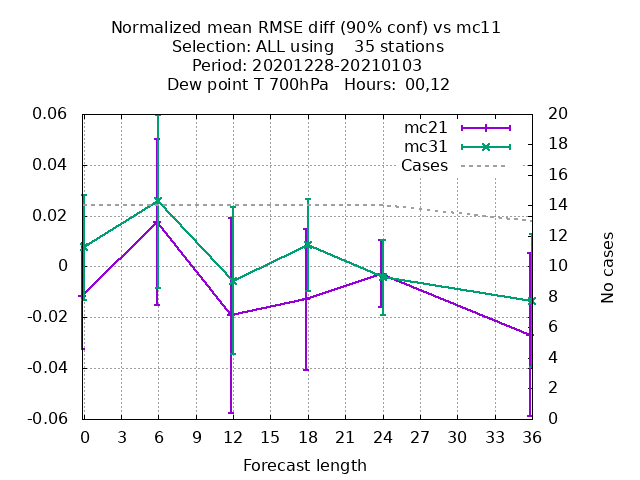 Normalized mean RMSE diff (90% conf) vs mc11
Selection: ALL using    35 stations
Period: 20201228-20210103
Dew point T 700hPa   Hours: 00,12
mc21
mc31
Cases
0.06
0.04
0.02
0
-0.02
-0.04
-0.06
20
18
16
14
12
10
8
6
4
2
0
No cases
0 3 6 9 12 15 18 21 24 27 30 33 36
Forecast length